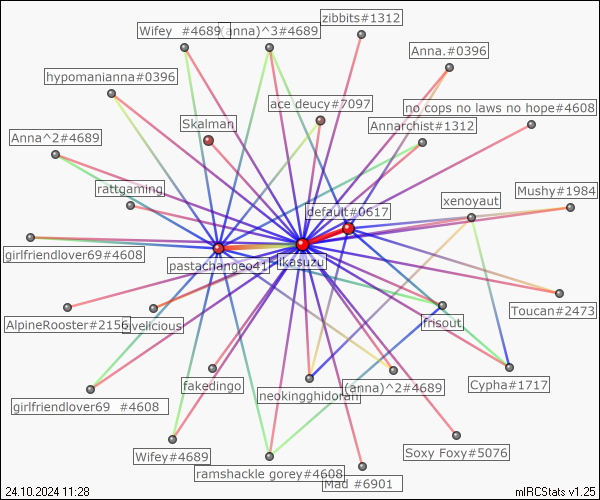 zibbits#1312
Wifey #4689
(anna)^3#4689
Anna.#0396
hypomanianna#0396
ace deucy#7097
no cops no laws no hope#4608
Skalman
Annarchist#1312
Anna^2#4689
rattgaming
xenoyaut
Mushy#1984
default#0617
girlfriendlover69#4608
pastachangeo41
ikasuzu
Toucan#2473
AlpineRooster#2156
velicious
frisout
fakedingo
neokingghidorah
(anna)^2#4689
Cypha#1717
girlfriendlover69 #4608
Wifey#4689
Soxy Foxy#5076
ramshackle gorey#4608
Mad #6901
24.10.2024 11:28
mIRCStats v1.25